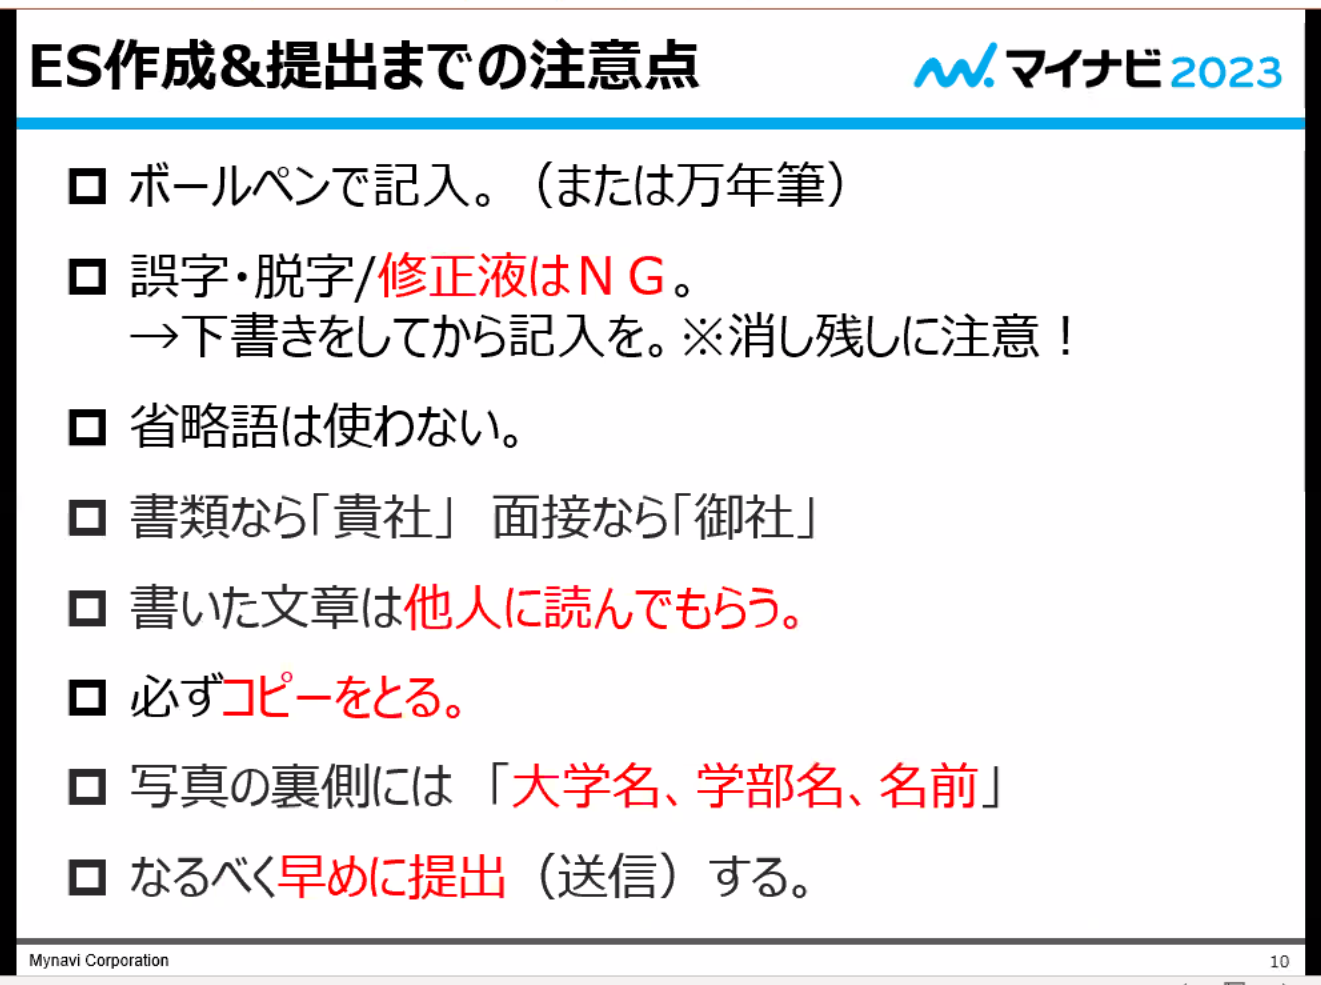 ES作成&提出までの注意点
マイナビ 2023
ボールペンで記入。（または万年筆）
誤字・脱字/修正液はＮＧ。
→下書きをしてから記入を。※消し残しに注意！
省略語は使わない。
書類なら「貴社」 面接なら「御社」
書いた文章は他人に読んでもらう。
必ずコピーをとる。
写真の裏側には「大学名、学部名、名前」
なるべく早めに提出（送信）する。
Mynavi Corporation
10